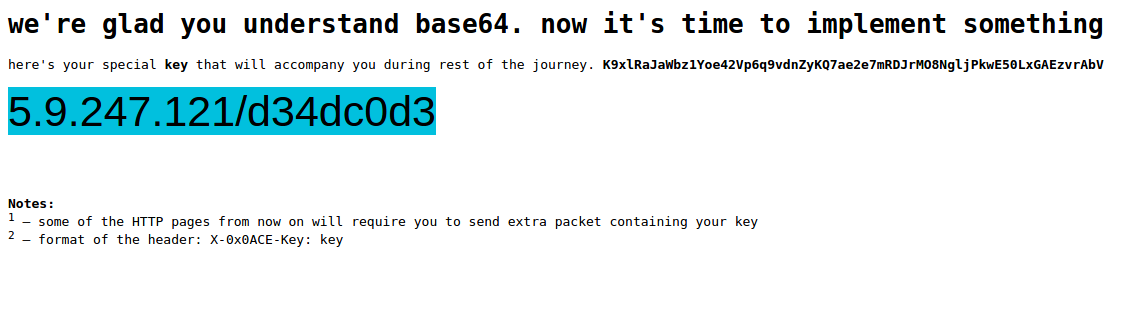 we're glad you understand base64. now it's time to implement something
here's your special key that will accompany you during rest of the journey. K9xlRaJaWbz1Yoe42Vp6q9vdnZyKQ7ae2e7mRDJrMO8NgljPkwE50LxGAEzvrAbV
5.9.247.121/d34dc0d3
Notes:
1 — some of the HTTP pages from now on will require you to send extra packet containing your key
2 — format of the header: X-0x0ACE-Key: key